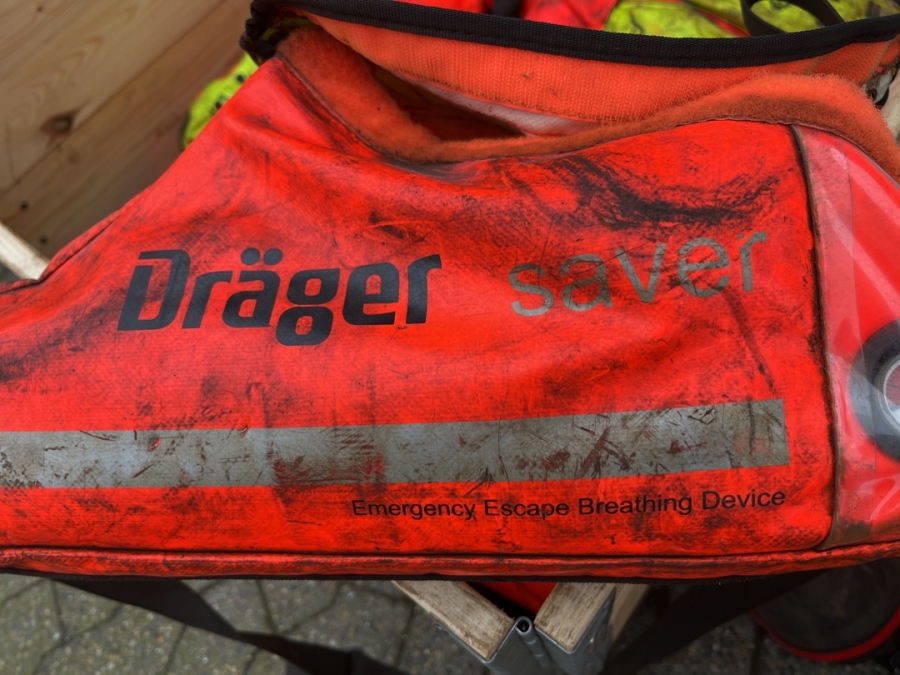 Dräger saver
Emergency Escape Breathing Device